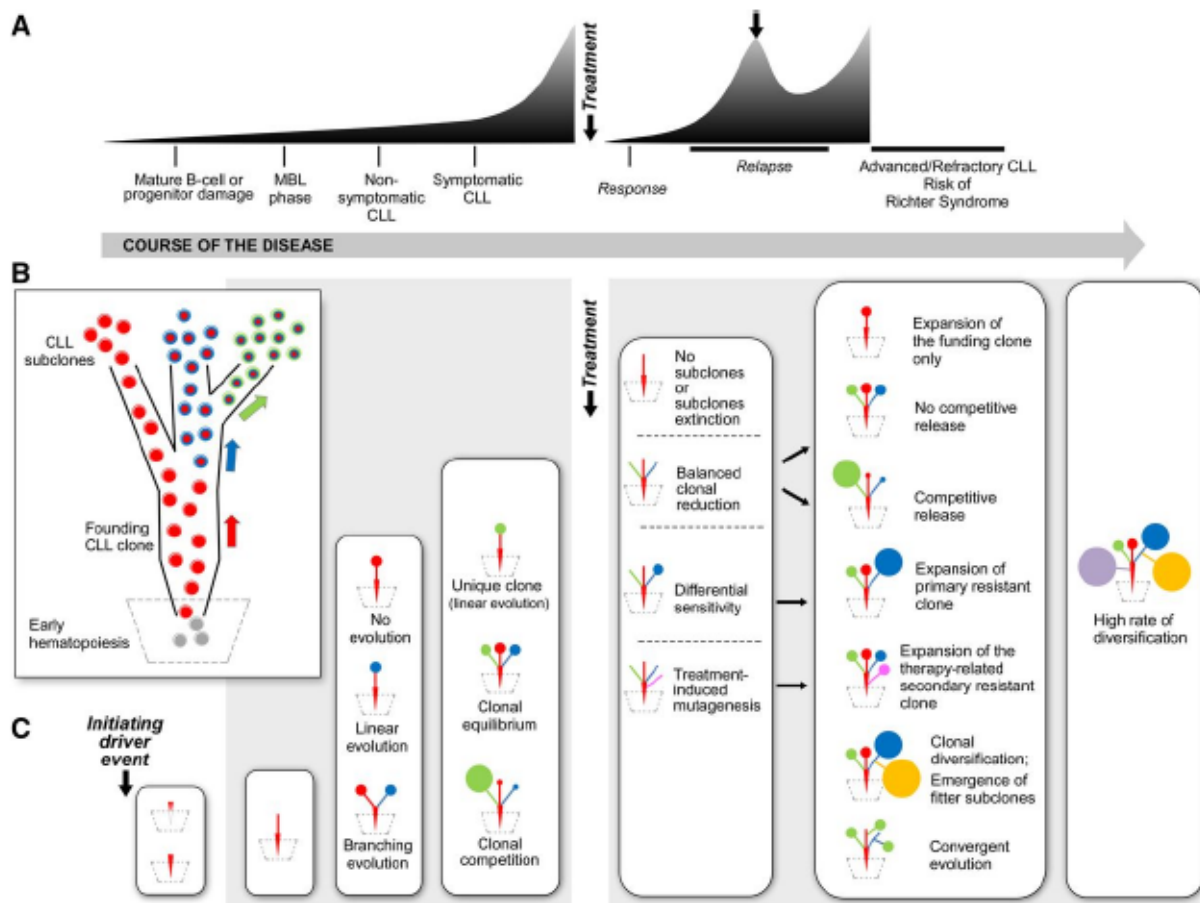 A
Treatment
Mature B-cell or
progenitor damage
MBL
phase
Non-
symptomatic
CLL
Symptomatic
CLL
Response
Relapse
Advanced/Refractory CLL
Risk of
Richter Syndrome
COURSE OF THE DISEASE
B
CLL
subclones
Founding
CLL clone
Early
hematopoiesis
Treatment
C
Initiating
driver
event
No
evolution
Linear
evolution
Branching
evolution
Unique clone
(linear evolution)
Clonal
equilibrium
Clonal
competition
No
subclones
or
subclones
extinction
Balanced
clonal
reduction
Differential
sensitivity
Treatment-
induced
mutagenesis
Expansion of
the funding clone
only
No competitive
release
Competitive
release
Expansion of
primary resistant
clone
Expansion of the
therapy-related
secondary resistant
clone
Clonal
diversification;
Emergence of
fitter subclones
Convergent
evolution
High rate of
diversification